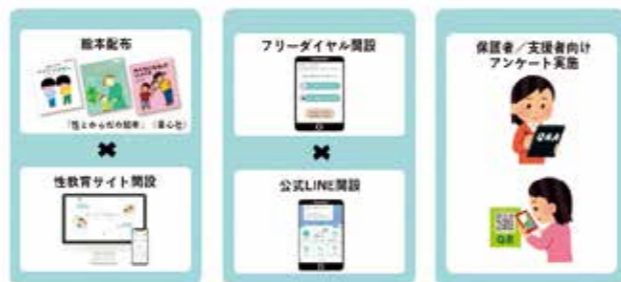 絵本配布
『性とからだの絵本』（童心社）
性教育サイト開設
フリーダイヤル開設
公式LINE開設
保護者／支援者向け
アンケート実施
Q&A
QR